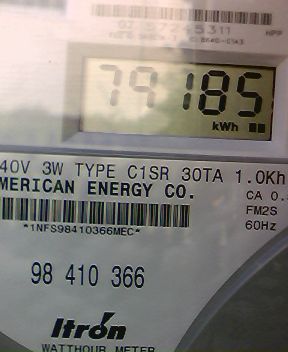 79185
kWh
40V 3W TYPE C1SR 30TA 1.0Kh
MERICAN ENERGY CO.
CA 0.
FM2S
*1NFS98410366MEC*
60Hz
98 410 366
Itrón
WATTHOUR METER